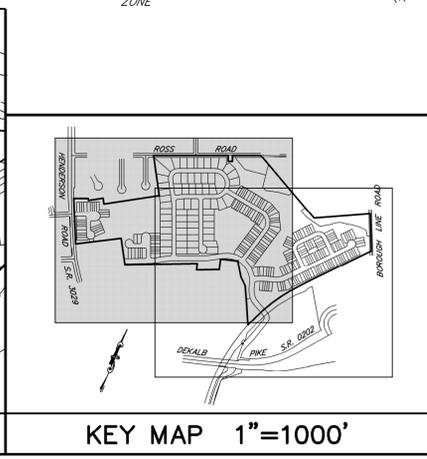 ZONE
ROSS ROAD
HENDERSON ROAD S.R. 3029
BOROUGH LINE ROAD
DEKALB PIKE S.R. 0202
KEY MAP 1"=1000'